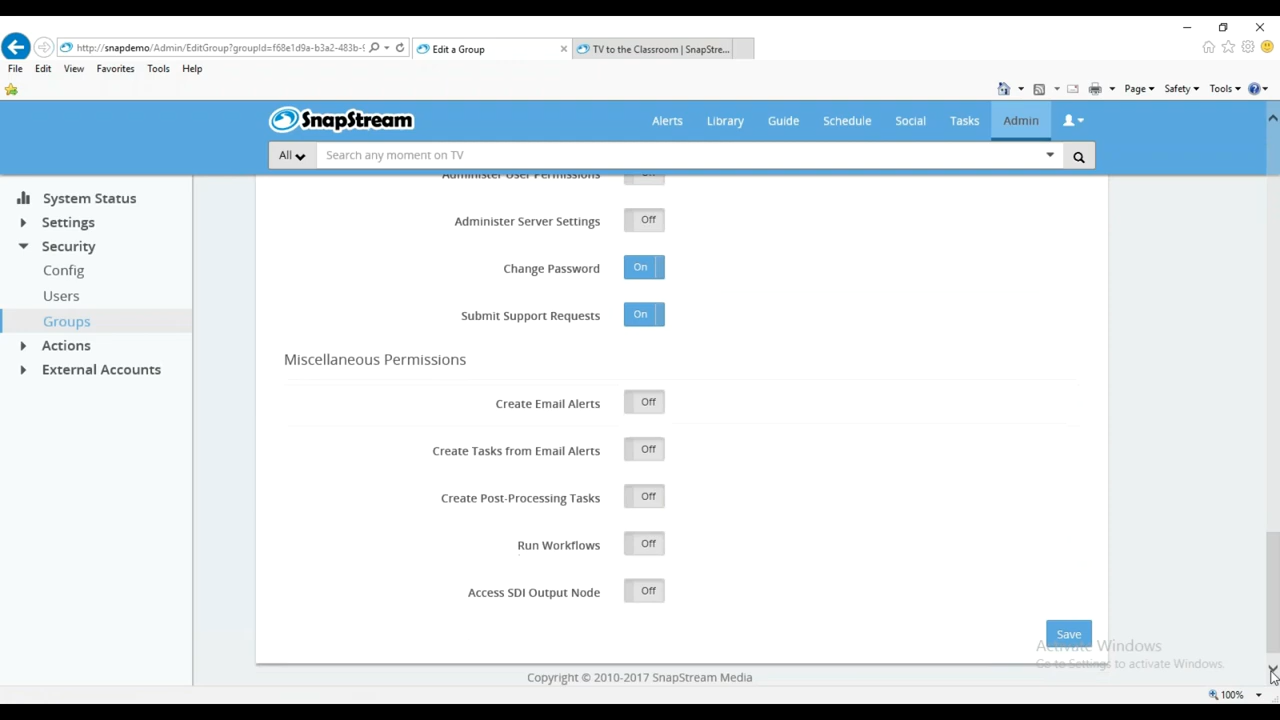 http://snapdemo/Admin/EditGroup?groupId=f68e1d9a-b3a2-483b-9
Edit a Group
TV to the Classroom | SnapStre...
File Edit View Favorites Tools Help
Page Safety Tools
SnapStream
Alerts Library Guide Schedule Social Tasks Admin
All Search any moment on TV
System Status
Settings
Security
Config
Users
Groups
Actions
External Accounts
Administer User Permissions Off
Administer Server Settings Off
Change Password On
Submit Support Requests On
Miscellaneous Permissions
Create Email Alerts Off
Create Tasks from Email Alerts Off
Create Post-Processing Tasks Off
Run Workflows Off
Access SDI Output Node Off
Save
Activate Windows
Go to Settings to activate Windows.
Copyright © 2010-2017 SnapStream Media
100%